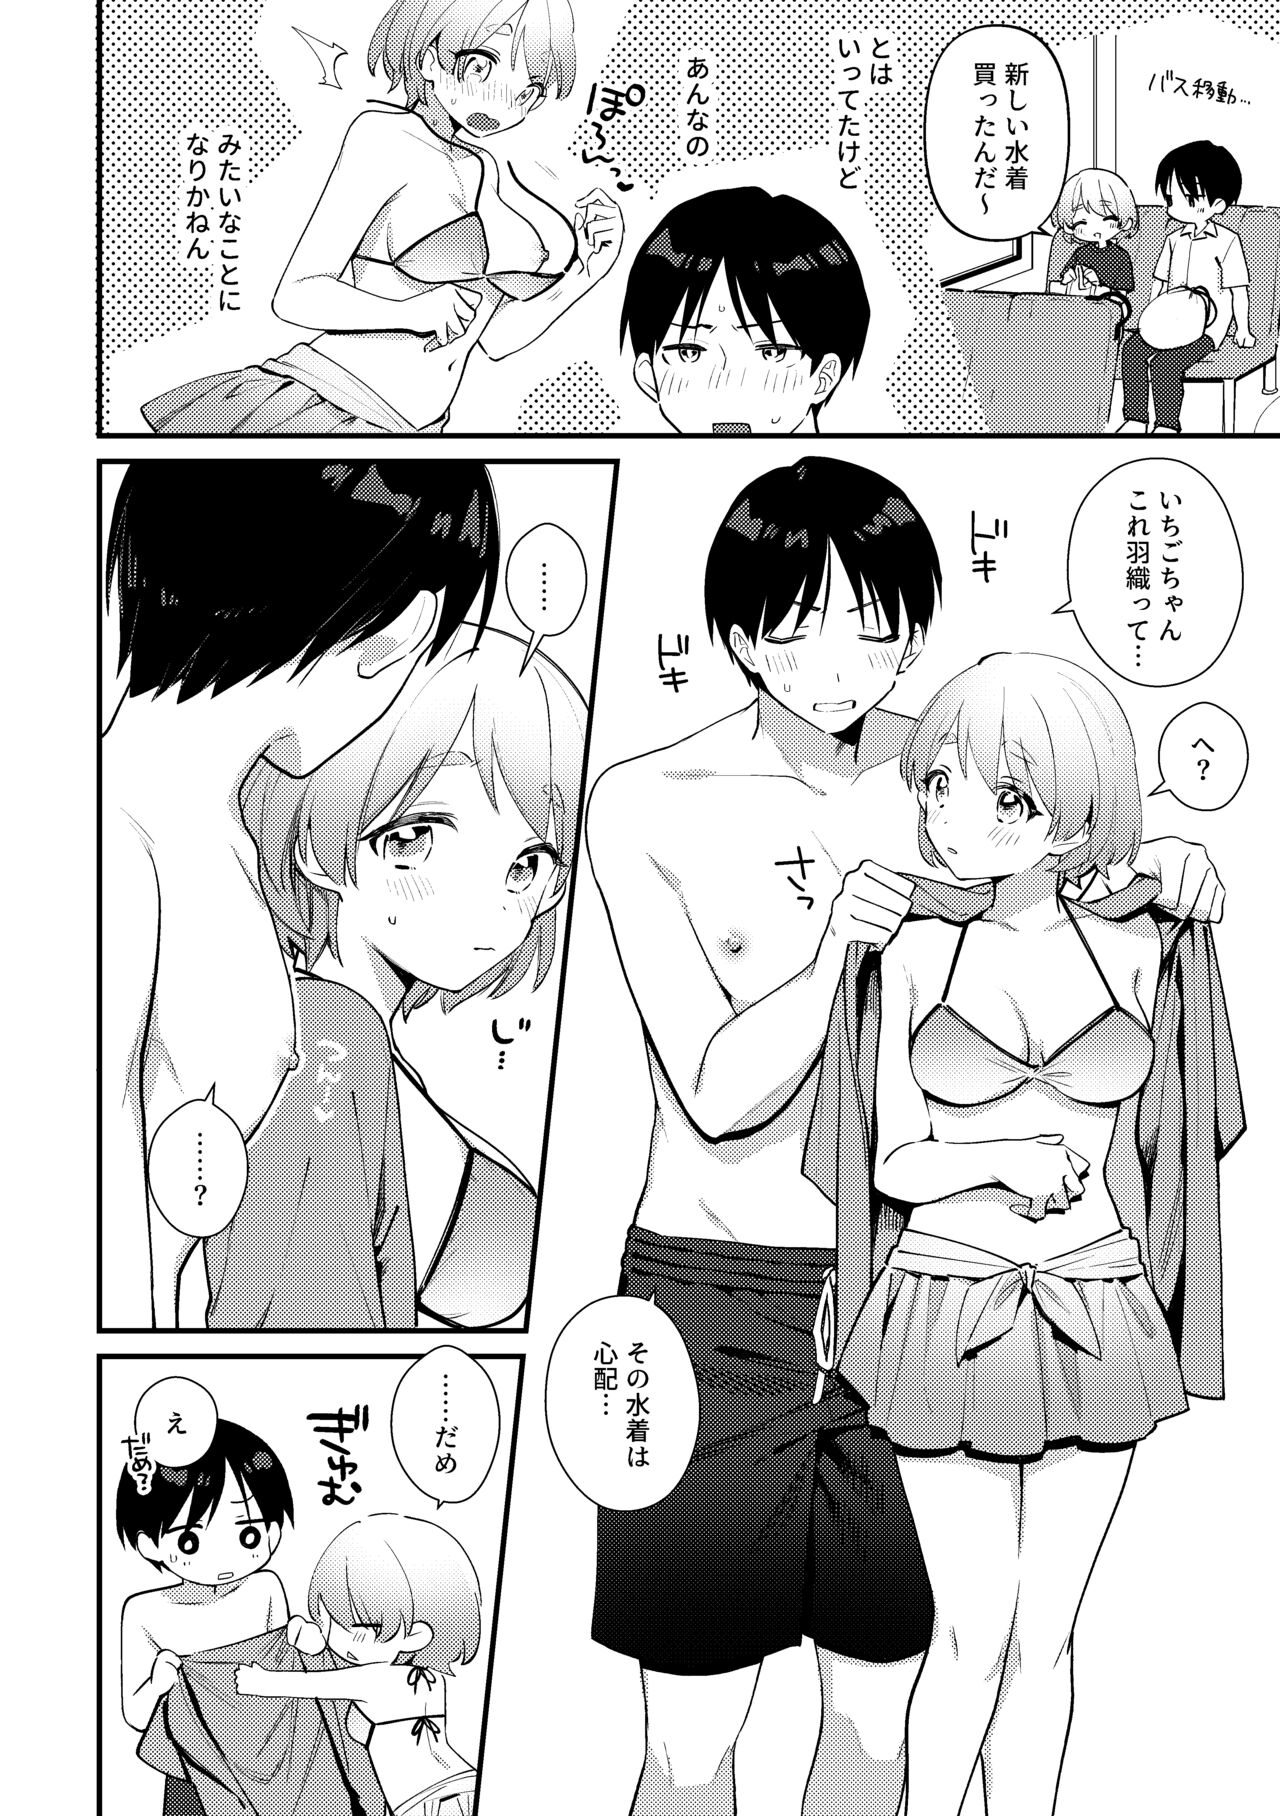 バス移動…
新しい水着
買ったんだ～
とは
いってたけど
あんなの
ぽろーんっ♥
みたいなことに
なりかねん
いちごちゃん
これ羽織って…
へ？
ドキ
ドキ
さっ
その水着は
心配…
……
じ…
……？
……だめ
ぎゅむ
え
だめ？